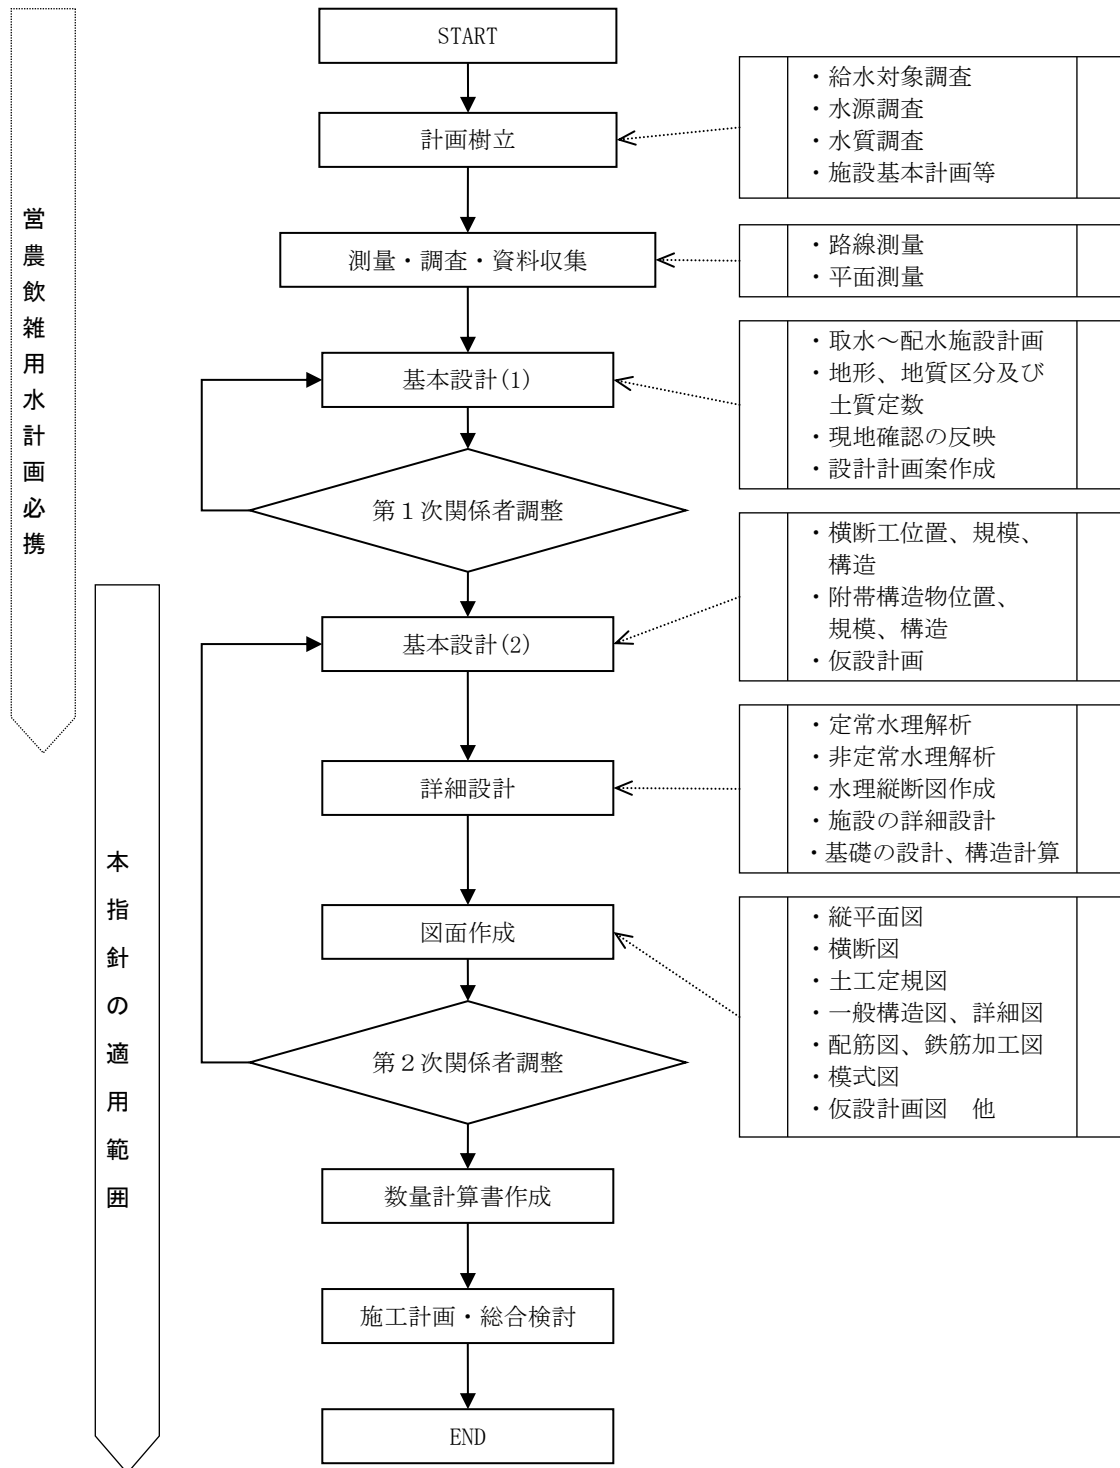 START
計画樹立
・給水対象調査
・水源調査
・水質調査
・施設基本計画等
測量・調査・資料収集
・路線測量
・平面測量
基本設計(1)
・取水～配水施設計画
・地形、地質区分及び
土質定数
・現地確認の反映
・設計計画案作成
第１次関係者調整
基本設計(2)
・横断工位置、規模、
構造
・附帯構造物位置、
規模、構造
・仮設計画
詳細設計
・定常水理解析
・非定常水理解析
・水理縦断図作成
・施設の詳細設計
・基礎の設計、構造計算
図面作成
・縦平面図
・横断図
・土工定規図
・一般構造図、詳細図
・配筋図、鉄筋加工図
・模式図
・仮設計画図　他
第２次関係者調整
数量計算書作成
施工計画・総合検討
END
営農飲雑用水計画必携
本指針の適用範囲